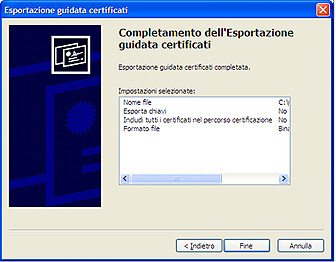 Esportazione guidata certificati
Completamento dell'Esportazione
guidata certificati
Esportazione guidata certificati completata.
Impostazioni selezionate:
Nome file C:\
Esporta chiavi No
Includi tutti i certificati nel percorso certificazione No
Formato file Bina
< Indietro Fine Annulla